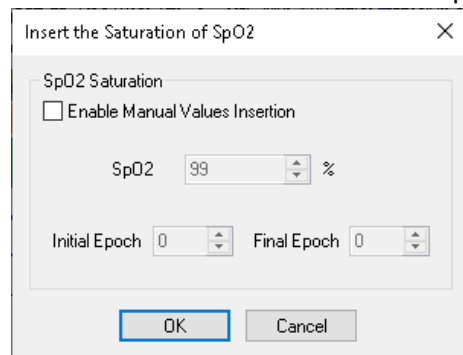 Insert the Saturation of SpO2
SpO2 Saturation
Enable Manual Values Insertion
SpO2 99 %
Initial Epoch 0 Final Epoch 0
OK Cancel